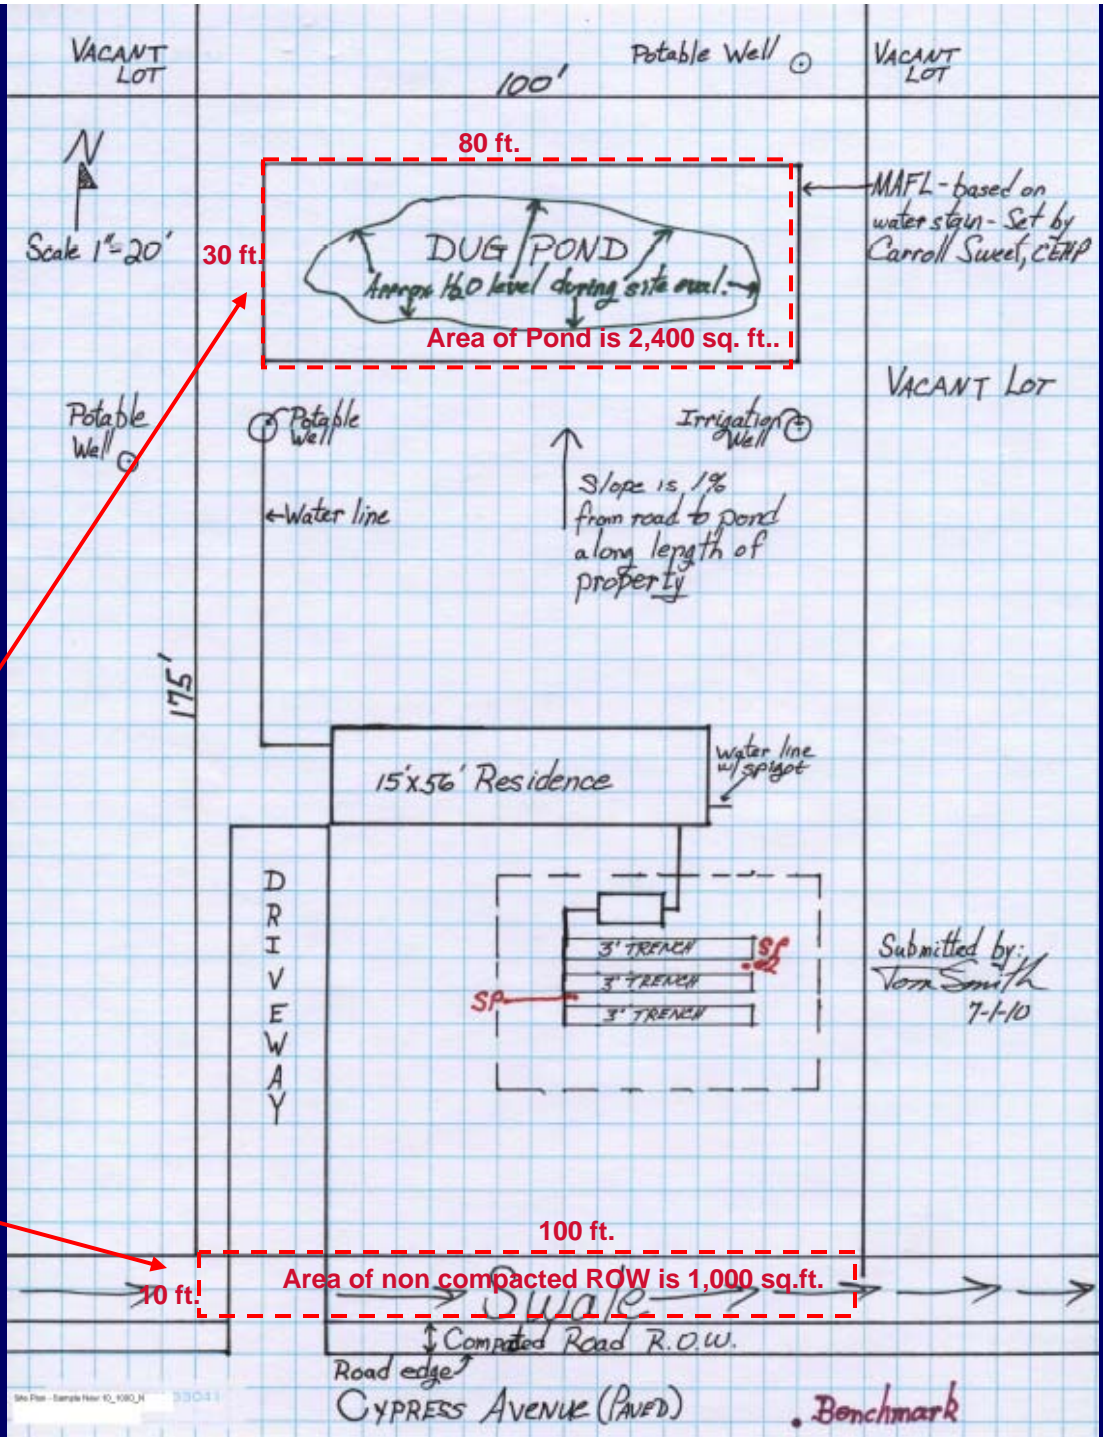 VACANT
LOT
100'
Potable Well
VACANT
LOT
N
Scale 1"=20'
80 ft.
30 ft.
DUG POND
Approx H2O level during site eval.
Area of Pond is 2,400 sq. ft..
MAFL-based on
water stain-Set by
Carroll Sweet, CEHP
VACANT LOT
Potable
Well
Potable
Well
Irrigation
Well
←Water line
Slope is 1%
from road to pond
along length of
property
175'
15'x56' Residence
water line
w/spigot
DRIVEWAY
3' TRENCH
3' TRENCH
3' TRENCH
SP
#2
SP
Submitted by:
Tom Smith
7-1-10
100 ft.
10 ft.
Area of non compacted ROW is 1,000 sq.ft.
Swale
Compated Road R.O.W.
Road edge
CYPRESS AVENUE (PAVED)
. Benchmark